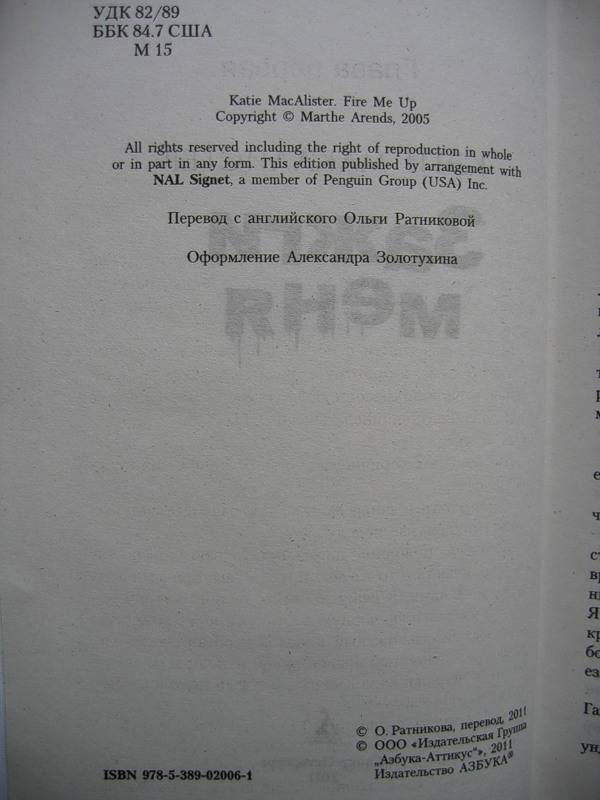 УДК 82/89
ББК 84.7 США
М 15
Katie MacAlister. Fire Me Up
Copyright © Marthe Arends, 2005
All rights reserved including the right of reproduction in whole
or in part in any form. This edition published by arrangement with
NAL Signet, a member of Penguin Group (USA) Inc.
Перевод с английского Ольги Ратниковой
Оформление Александра Золотухина
© О. Ратникова, перевод, 2011
© ООО «Издательская Группа
„Азбука-Аттикус"», 2011
Издательство АЗБУКА®
ISBN 978-5-389-02006-1